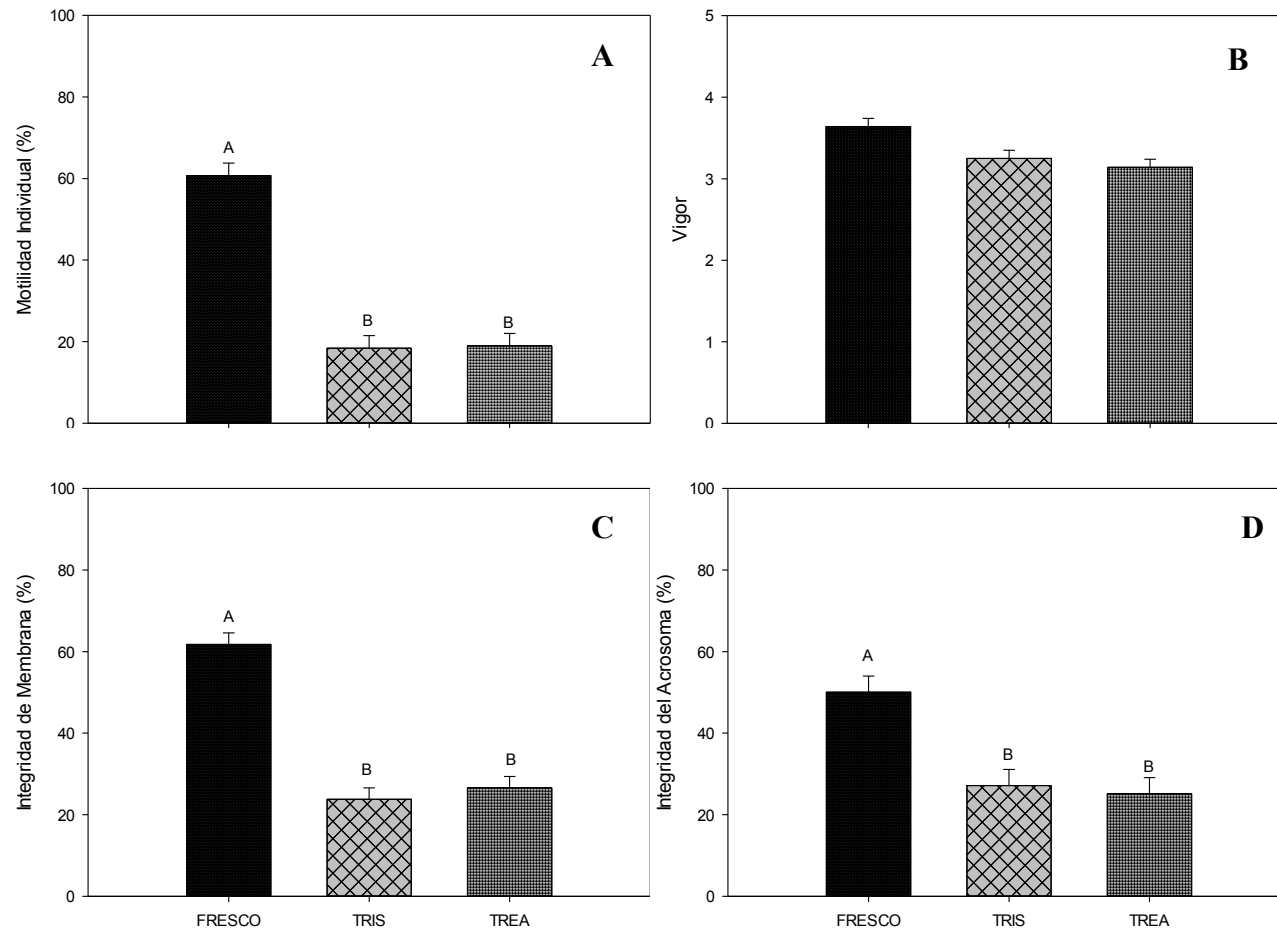 A
Motilidad Individual (%)
100
80
60
40
20
0
A
B
B
B
Vigor
5
4
3
2
1
0
C
Integridad de Membrana (%)
100
80
60
40
20
0
A
B
B
FRESCO TRIS TREA
D
Integridad del Acrosoma (%)
100
80
60
40
20
0
A
B
B
FRESCO TRIS TREA